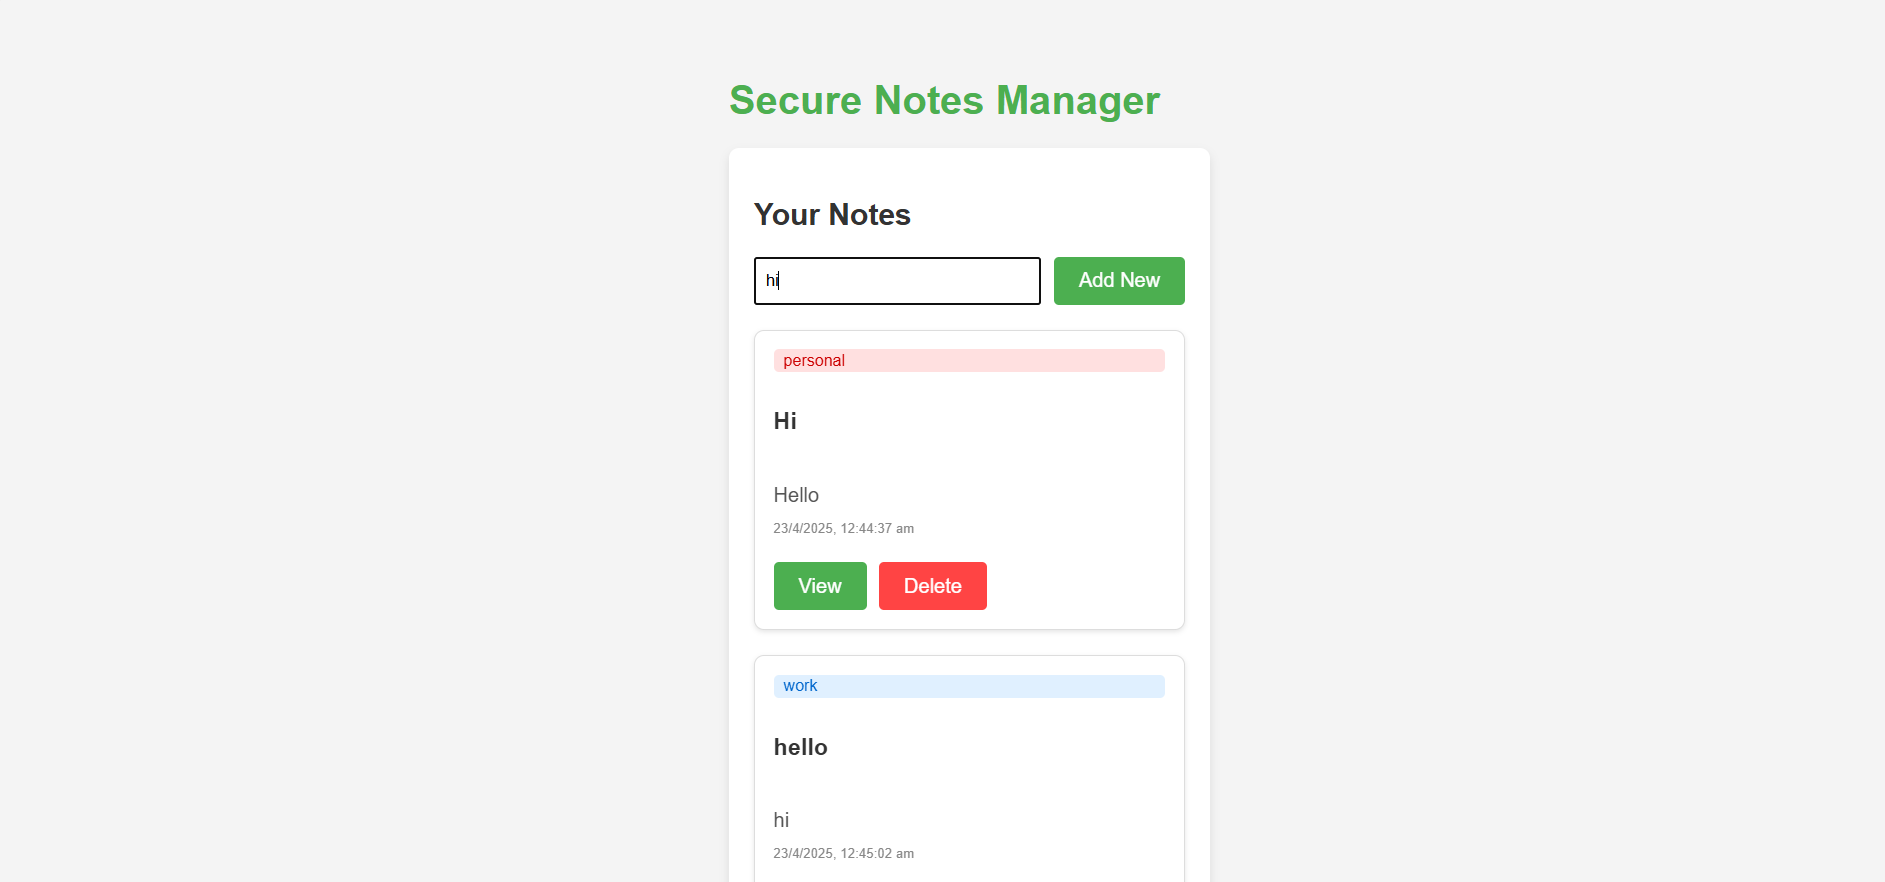 Secure Notes Manager
Your Notes
hi Add New
personal
Hi
Hello
23/4/2025, 12:44:37 am
View Delete
work
hello
hi
23/4/2025, 12:45:02 am